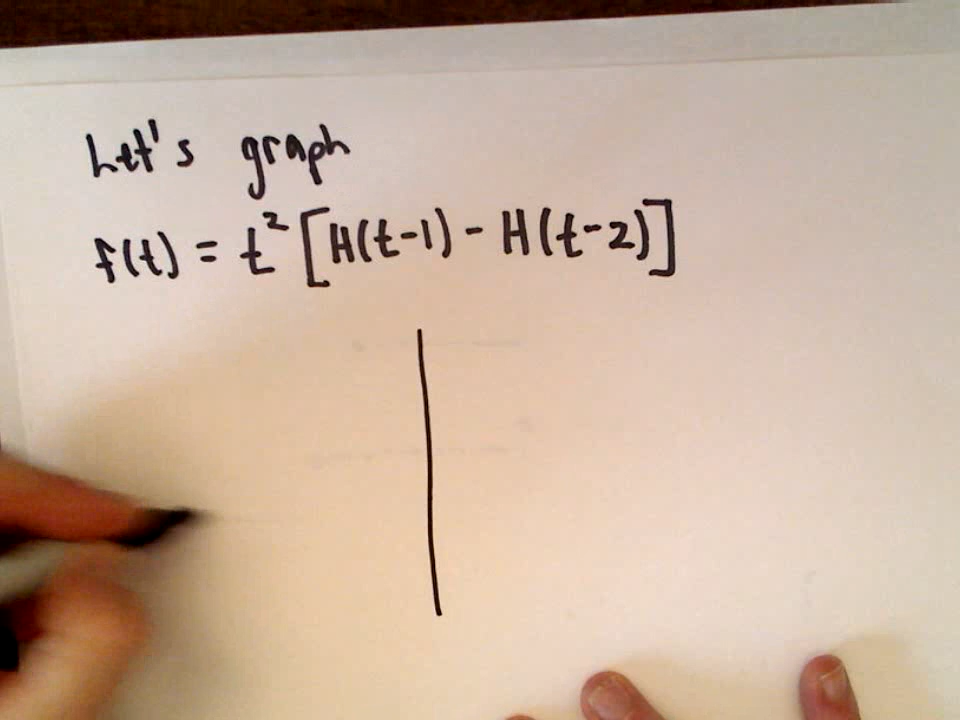 Let's graph
f(t) = t² [H(t-1) - H(t-2)]